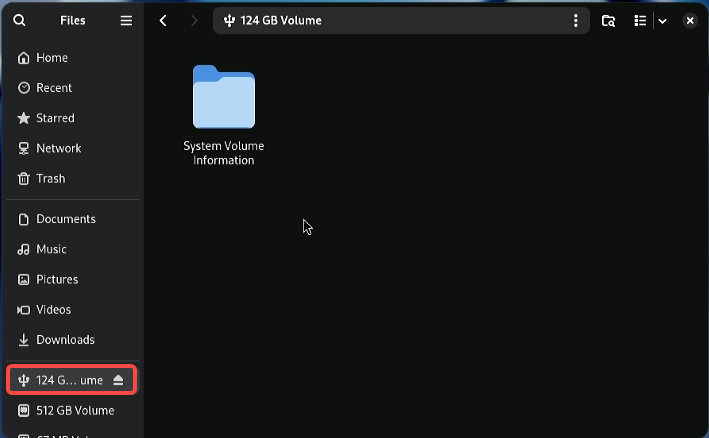 Files
124 GB Volume
Home
Recent
Starred
Network
Trash
Documents
Music
Pictures
Videos
Downloads
124 G… ume
512 GB Volume
System Volume
Information